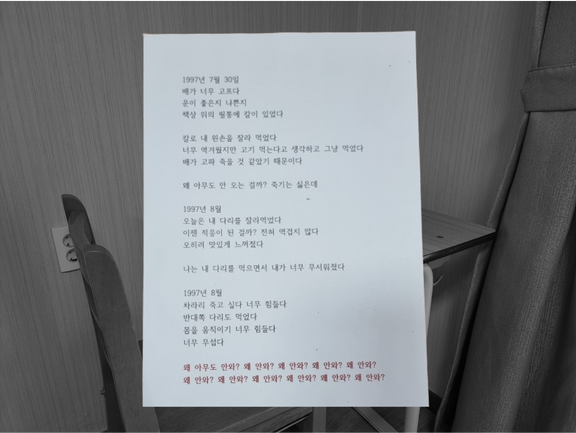 1997년 7월 30일
배가 너무 고프다
운이 좋은지 나쁜지
책상 위의 필통에 칼이 있었다
칼로 내 왼손을 잘라 먹었다
너무 역겨웠지만 고기 먹는다고 생각하고 그냥 먹었다
배가 고파 죽을 것 같았기 때문이다
왜 아무도 안 오는 걸까? 죽기는 싫은데
1997년 8월
오늘은 내 다리를 잘라먹었다
이젠 적응이 된 걸까? 전혀 역겹지 않다
오히려 맛있게 느껴졌다
나는 내 다리를 먹으면서 내가 너무 무서워졌다
1997년 8월
차라리 죽고 싶다 너무 힘들다
반대쪽 다리도 먹었다
몸을 움직이기 너무 힘들다
너무 무섭다
왜 아무도 안와? 왜 안와? 왜 안와? 왜 안와? 왜 안와?
왜 안와? 왜 안와? 왜 안와? 왜 안와? 왜 안와? 왜 안와?